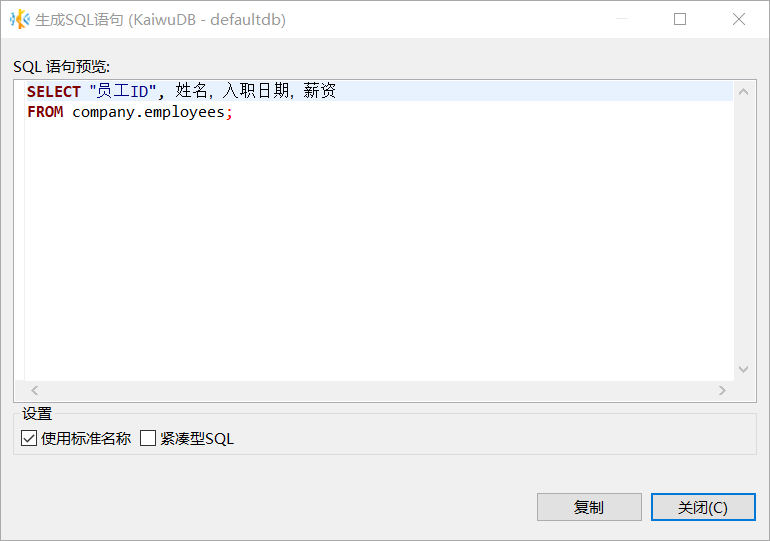 生成SQL语句 (KaiwuDB - defaultdb)
SQL 语句预览:
SELECT "员工ID", 姓名, 入职日期, 薪资
FROM company.employees;
设置
使用标准名称 紧凑型SQL
复制 关闭(C)